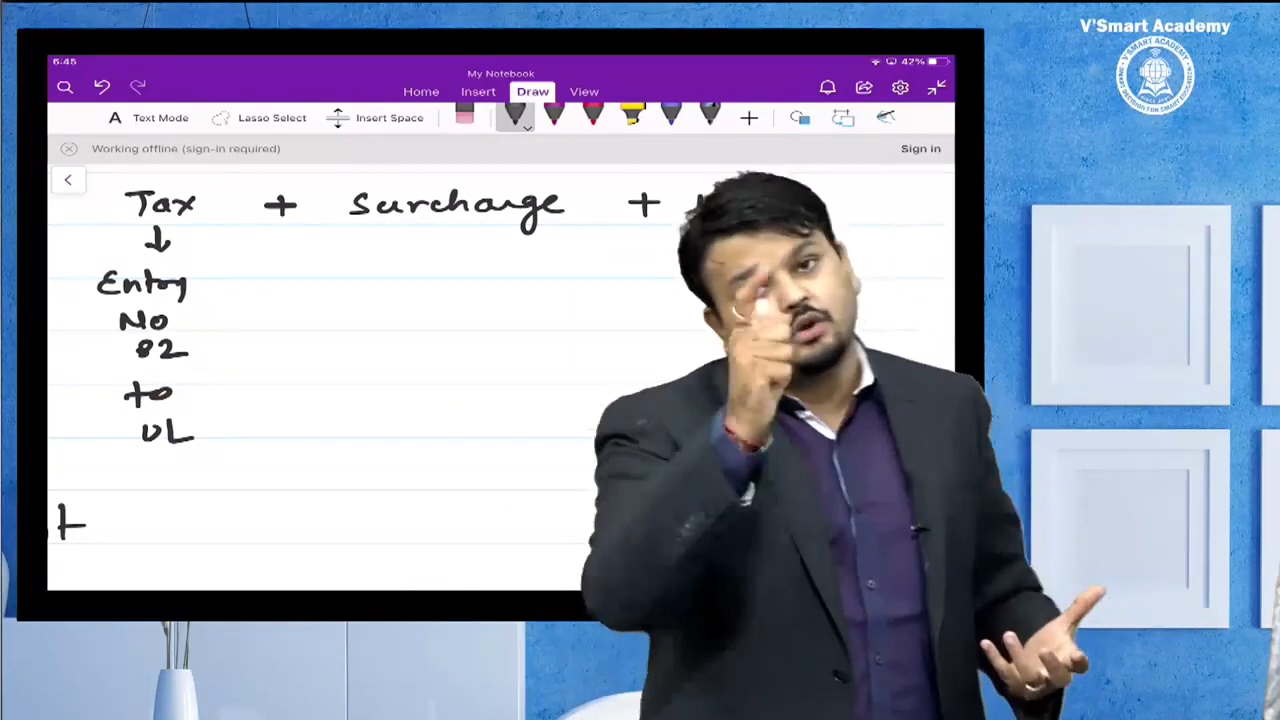 V'Smart Academy
6:45
42%
My Notebook
Home Insert Draw View
Text Mode Lasso Select Insert Space
Working offline (sign-in required) Sign in
Tax + Surcharge +
↓
Entry
No
82
to
UL